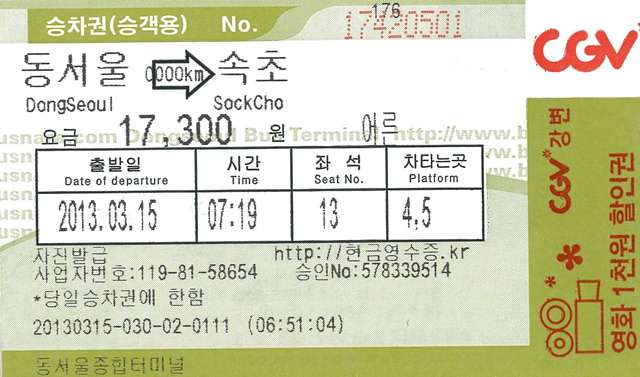 승차권(승객용) No. 17420501
176
동서울 0000km 속초
DongSeoul SockCho
요금 17,300 원 어른
출발일 시간 좌 석 차타는곳
Date of departure Time Seat No. Platform
2013.03.15 07:19 13 4,5
http://현금영수증.kr
사업자번호:119-81-58654 승인No:578339514
*당일승차권에 한함
20130315-030-02-0111 (06:51:04)
동서울종합터미널
CGV
CGV 강변
영화 1천원 할인권